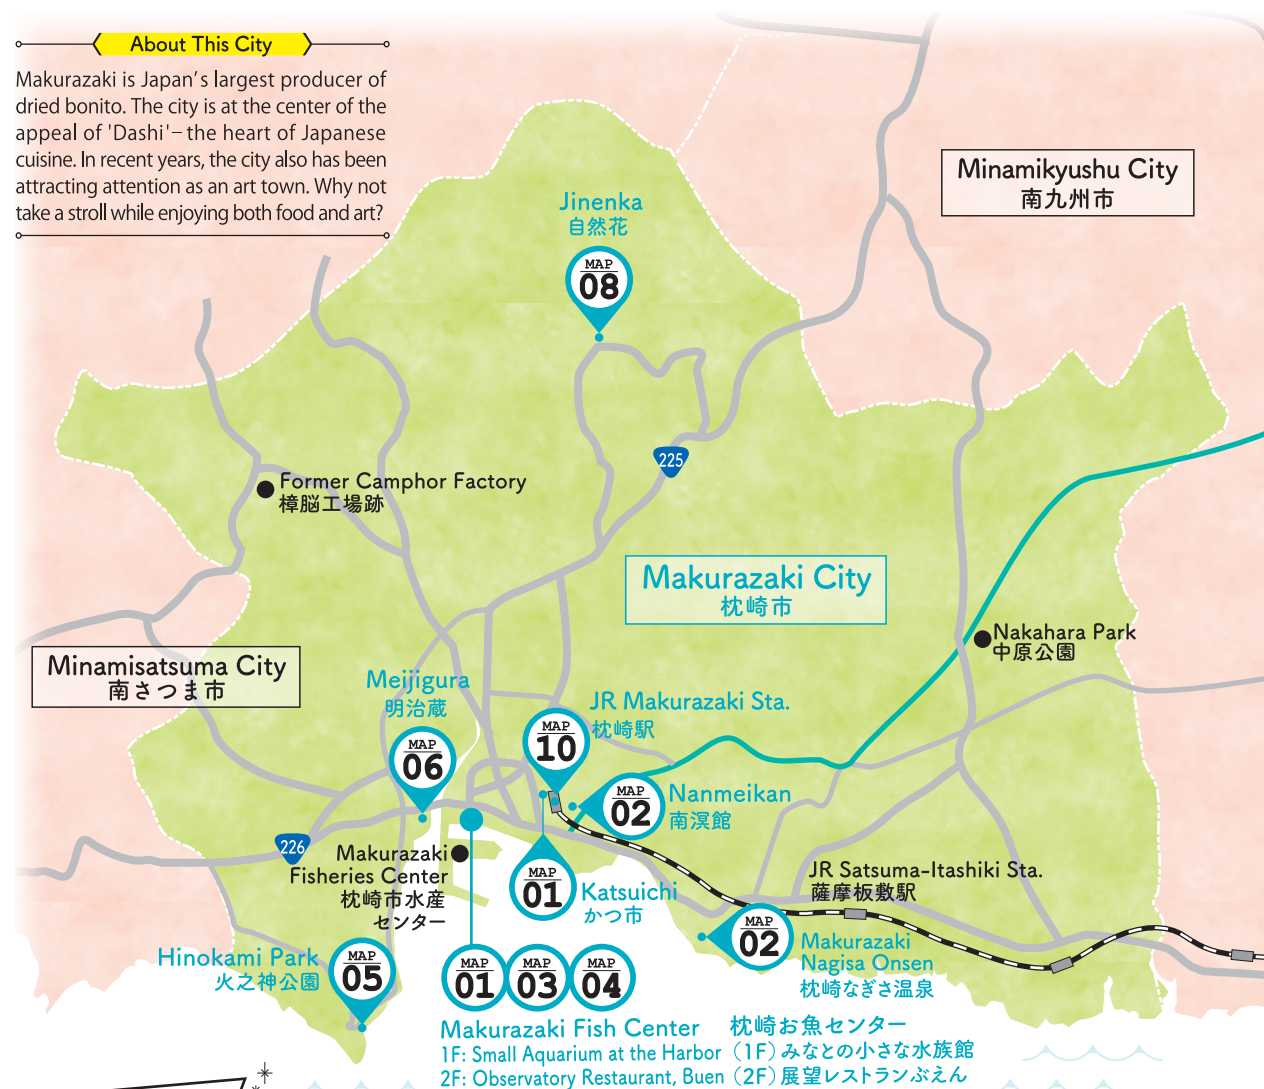 About This City
Makurazaki is Japan's largest producer of
dried bonito. The city is at the center of the
appeal of 'Dashi'–the heart of Japanese
cuisine. In recent years, the city also has been
attracting attention as an art town. Why not
take a stroll while enjoying both food and art?
Minamikyushu City
南九州市
Jinenka
自然花
MAP
08
225
Former Camphor Factory
樟脳工場跡
Makurazaki City
枕崎市
Nakahara Park
中原公園
Minamisatsuma City
南さつま市
Meijigura
明治蔵
MAP
06
JR Makurazaki Sta.
枕崎駅
MAP
10
MAP
02
Nanmeikan
南溟館
226
Makurazaki
Fisheries Center
枕崎市水産
センター
MAP
01
Katsuichi
かつ市
JR Satsuma-Itashiki Sta.
薩摩板敷駅
MAP
02
Makurazaki
Nagisa Onsen
枕崎なぎさ温泉
Hinokami Park
火之神公園
MAP
05
MAP
01
MAP
03
MAP
04
Makurazaki Fish Center 枕崎お魚センター
1F: Small Aquarium at the Harbor （1F）みなとの小さな水族館
2F: Observatory Restaurant, Buen （2F）展望レストランぶえん